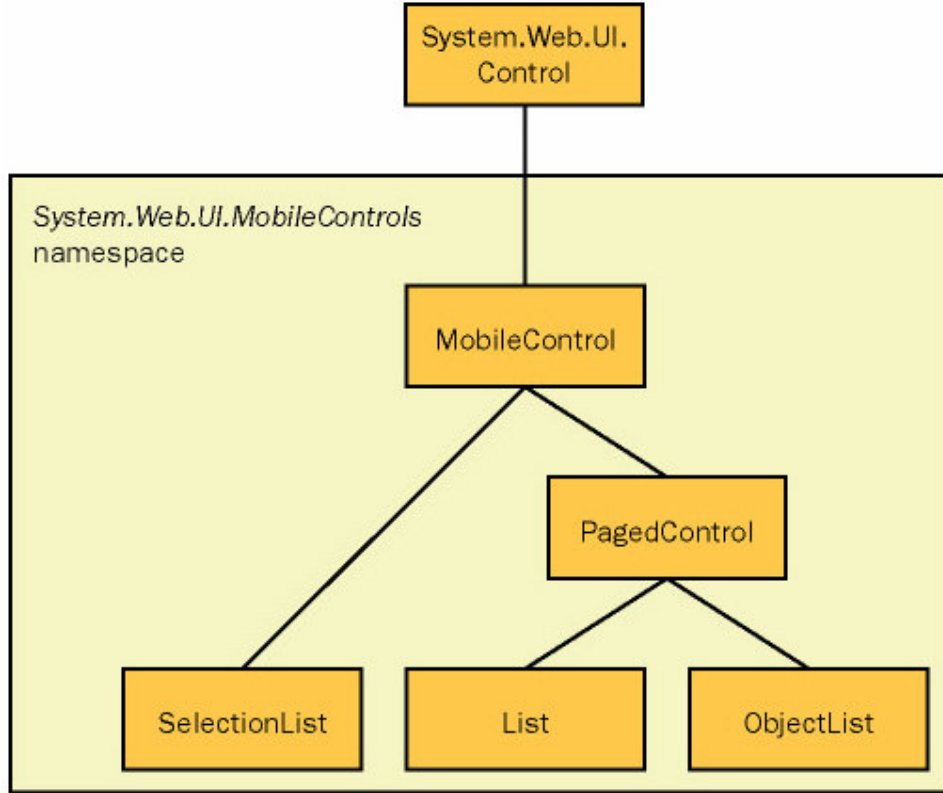 System.Web.UI.
Control
System.Web.UI.MobileControls
namespace
MobileControl
PagedControl
SelectionList
List
ObjectList